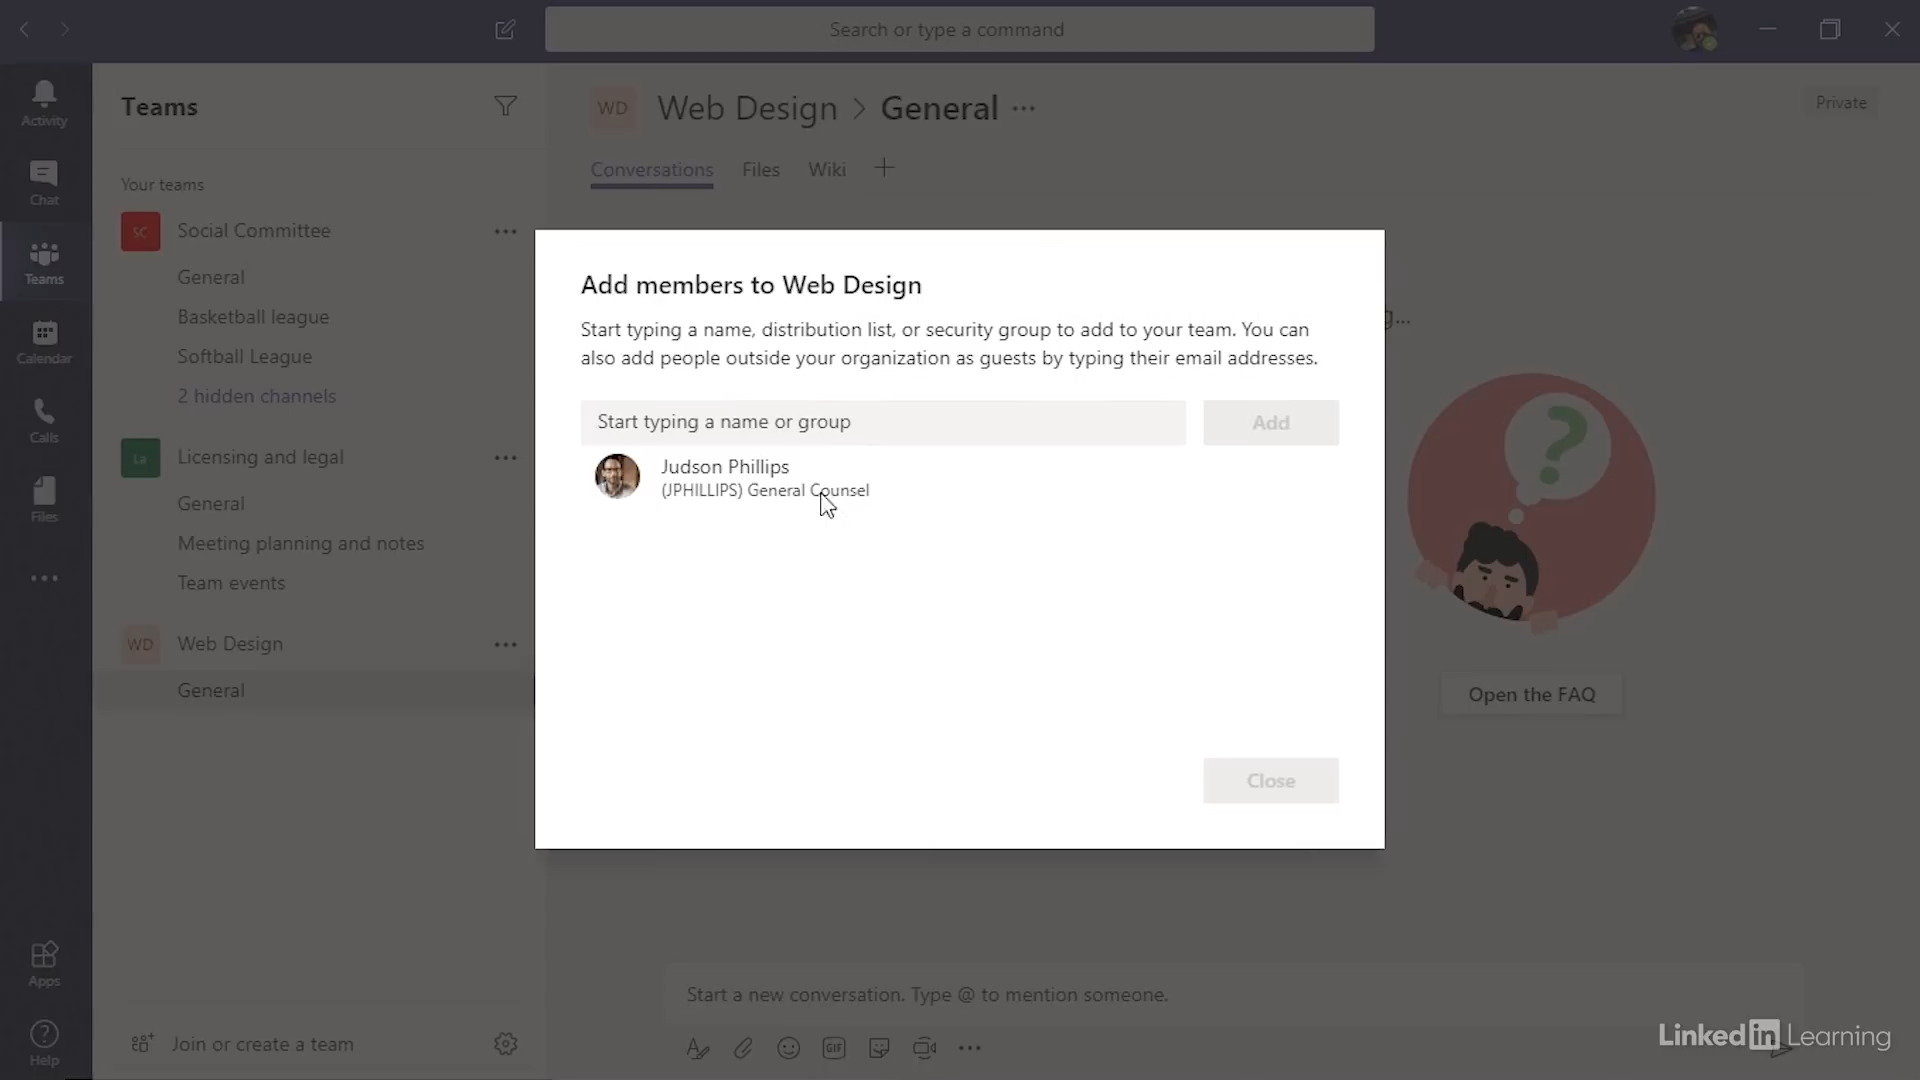 Search or type a command
Activity
Chat
Teams
Calendar
Calls
Files
Apps
Help
Teams
Your teams
SC Social Committee
General
Basketball league
Softball League
2 hidden channels
La Licensing and legal
General
Meeting planning and notes
Team events
WD Web Design
General
Join or create a team
WD Web Design > General
Private
Conversations Files Wiki
Add members to Web Design
Start typing a name, distribution list, or security group to add to your team. You can
also add people outside your organization as guests by typing their email addresses.
Start typing a name or group
Add
Judson Phillips
(JPHILLIPS) General Counsel
Close
g...
?
Open the FAQ
Start a new conversation. Type @ to mention someone.
GIF
LinkedIn Learning